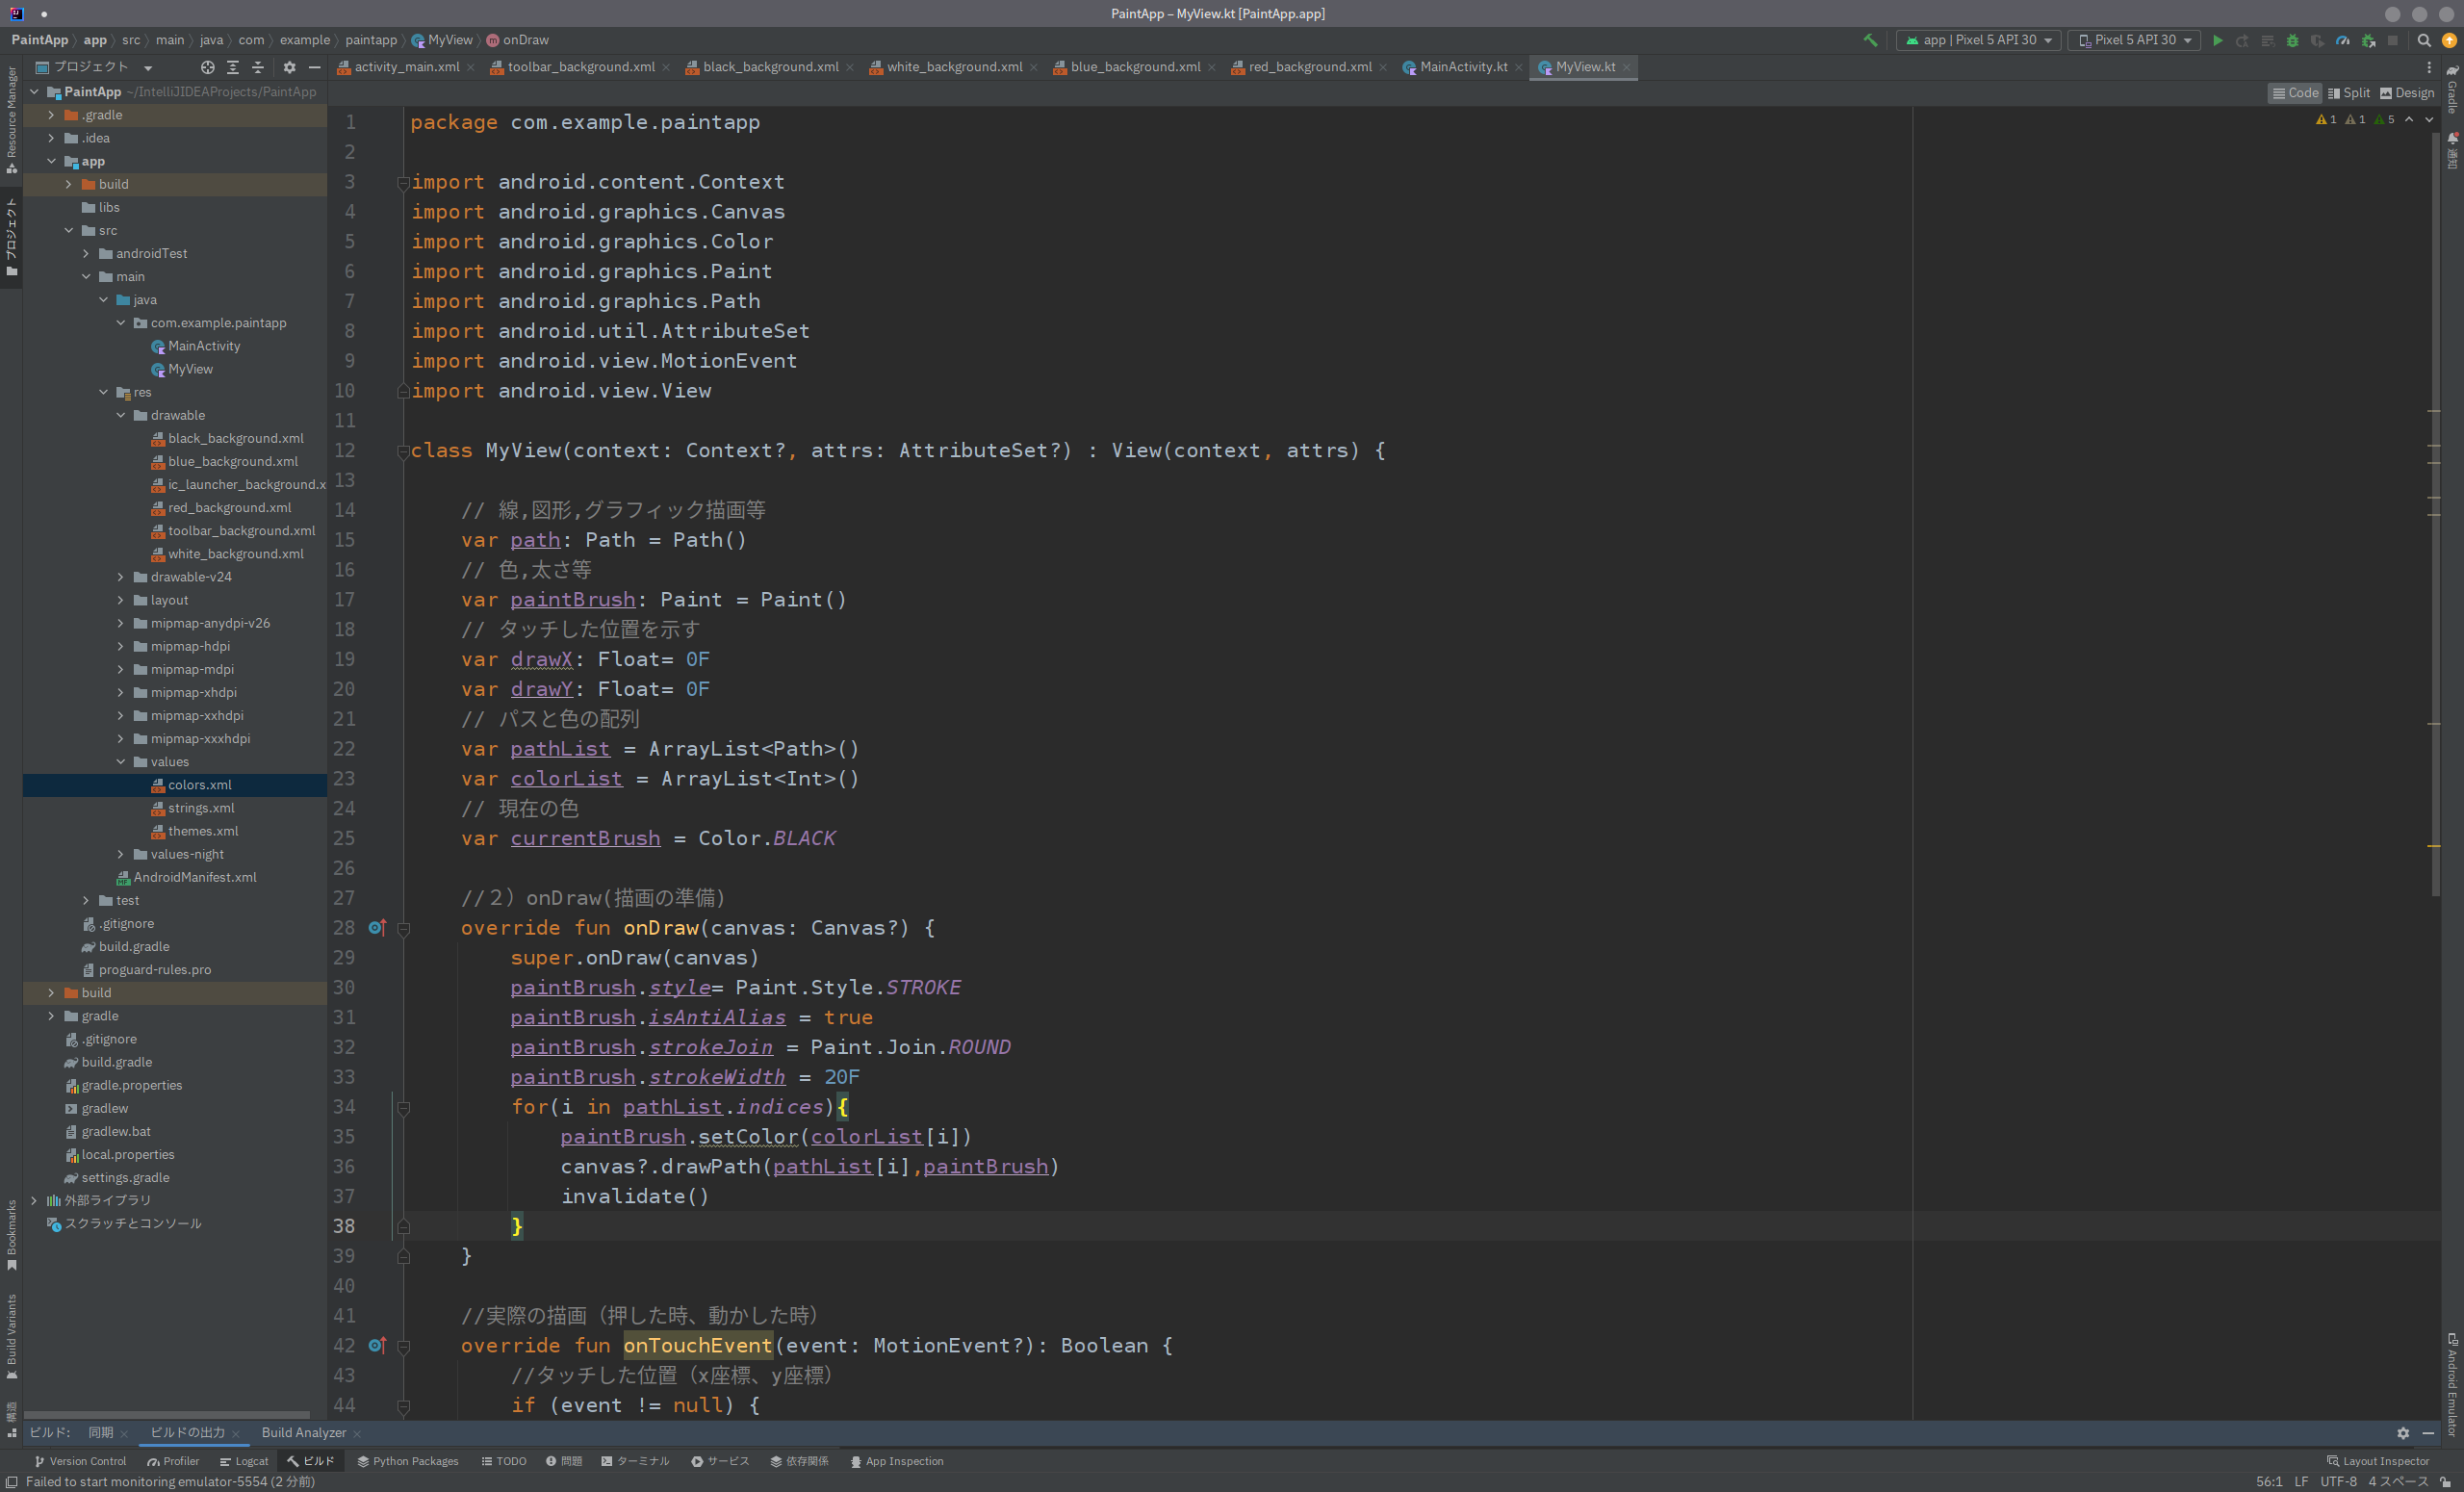 PaintApp – MyView.kt [PaintApp.app]
PaintApp app src main java com example paintapp MyView onDraw
app | Pixel 5 API 30
Pixel 5 API 30
プロジェクト
activity_main.xml
toolbar_background.xml
black_background.xml
white_background.xml
blue_background.xml
red_background.xml
MainActivity.kt
MyView.kt
Code
Split
Design
1
1
5
Resource Manager
プロジェクト
Bookmarks
Build Variants
構造
Gradle
通知
Android Emulator
PaintApp ~/IntelliJIDEAProjects/PaintApp
.gradle
.idea
app
build
libs
src
androidTest
main
java
com.example.paintapp
MainActivity
MyView
res
drawable
black_background.xml
blue_background.xml
ic_launcher_background.x
red_background.xml
toolbar_background.xml
white_background.xml
drawable-v24
layout
mipmap-anydpi-v26
mipmap-hdpi
mipmap-mdpi
mipmap-xhdpi
mipmap-xxhdpi
mipmap-xxxhdpi
values
colors.xml
strings.xml
themes.xml
values-night
AndroidManifest.xml
test
.gitignore
build.gradle
proguard-rules.pro
build
gradle
.gitignore
build.gradle
gradle.properties
gradlew
gradlew.bat
local.properties
settings.gradle
外部ライブラリ
スクラッチとコンソール
1 package com.example.paintapp
2
3 import android.content.Context
4 import android.graphics.Canvas
5 import android.graphics.Color
6 import android.graphics.Paint
7 import android.graphics.Path
8 import android.util.AttributeSet
9 import android.view.MotionEvent
10 import android.view.View
11
12 class MyView(context: Context?, attrs: AttributeSet?) : View(context, attrs) {
13
14 // 線,図形,グラフィック描画等
15 var path: Path = Path()
16 // 色,太さ等
17 var paintBrush: Paint = Paint()
18 // タッチした位置を示す
19 var drawX: Float= 0F
20 var drawY: Float= 0F
21 // パスと色の配列
22 var pathList = ArrayList<Path>()
23 var colorList = ArrayList<Int>()
24 // 現在の色
25 var currentBrush = Color.BLACK
26
27 //２）onDraw(描画の準備)
28 override fun onDraw(canvas: Canvas?) {
29 super.onDraw(canvas)
30 paintBrush.style= Paint.Style.STROKE
31 paintBrush.isAntiAlias = true
32 paintBrush.strokeJoin = Paint.Join.ROUND
33 paintBrush.strokeWidth = 20F
34 for(i in pathList.indices){
35 paintBrush.setColor(colorList[i])
36 canvas?.drawPath(pathList[i],paintBrush)
37 invalidate()
38 }
39 }
40
41 //実際の描画（押した時、動かした時）
42 override fun onTouchEvent(event: MotionEvent?): Boolean {
43 //タッチした位置（x座標、y座標）
44 if (event != null) {
ビルド: 同期 ビルドの出力 Build Analyzer
Version Control Profiler Logcat ビルド Python Packages TODO 問題 ターミナル サービス 依存関係 App Inspection Layout Inspector
Failed to start monitoring emulator-5554 (2 分前) 56:1 LF UTF-8 4 スペース